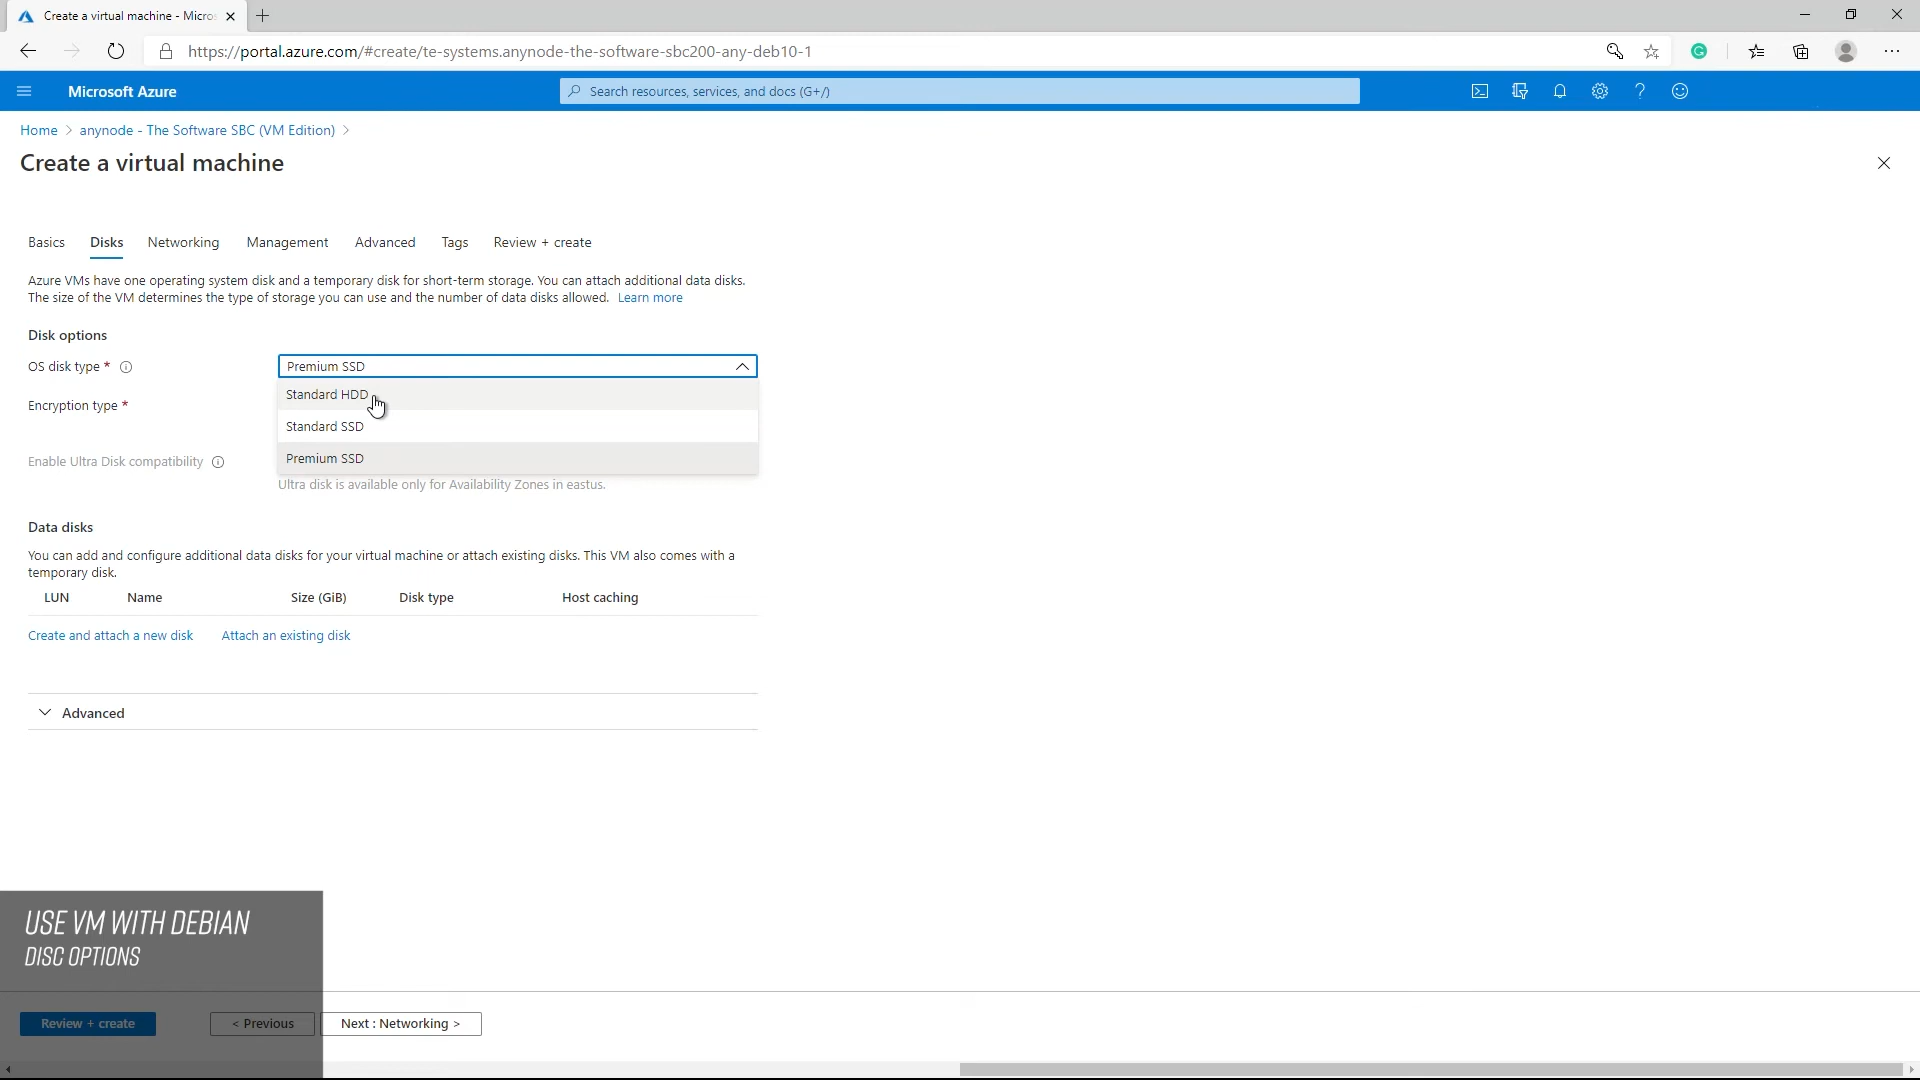 Create a virtual machine - Micros
https://portal.azure.com/#create/te-systems.anynode-the-software-sbc200-any-deb10-1
Microsoft Azure
Search resources, services, and docs (G+/)
Home > anynode - The Software SBC (VM Edition) >
Create a virtual machine
Basics Disks Networking Management Advanced Tags Review + create
Azure VMs have one operating system disk and a temporary disk for short-term storage. You can attach additional data disks.
The size of the VM determines the type of storage you can use and the number of data disks allowed. Learn more
Disk options
OS disk type *
Premium SSD
Standard HDD
Encryption type *
Standard SSD
Premium SSD
Enable Ultra Disk compatibility
Ultra disk is available only for Availability Zones in eastus.
Data disks
You can add and configure additional data disks for your virtual machine or attach existing disks. This VM also comes with a
temporary disk.
LUN Name Size (GiB) Disk type Host caching
Create and attach a new disk Attach an existing disk
Advanced
USE VM WITH DEBIAN
DISC OPTIONS
Review + create < Previous Next : Networking >